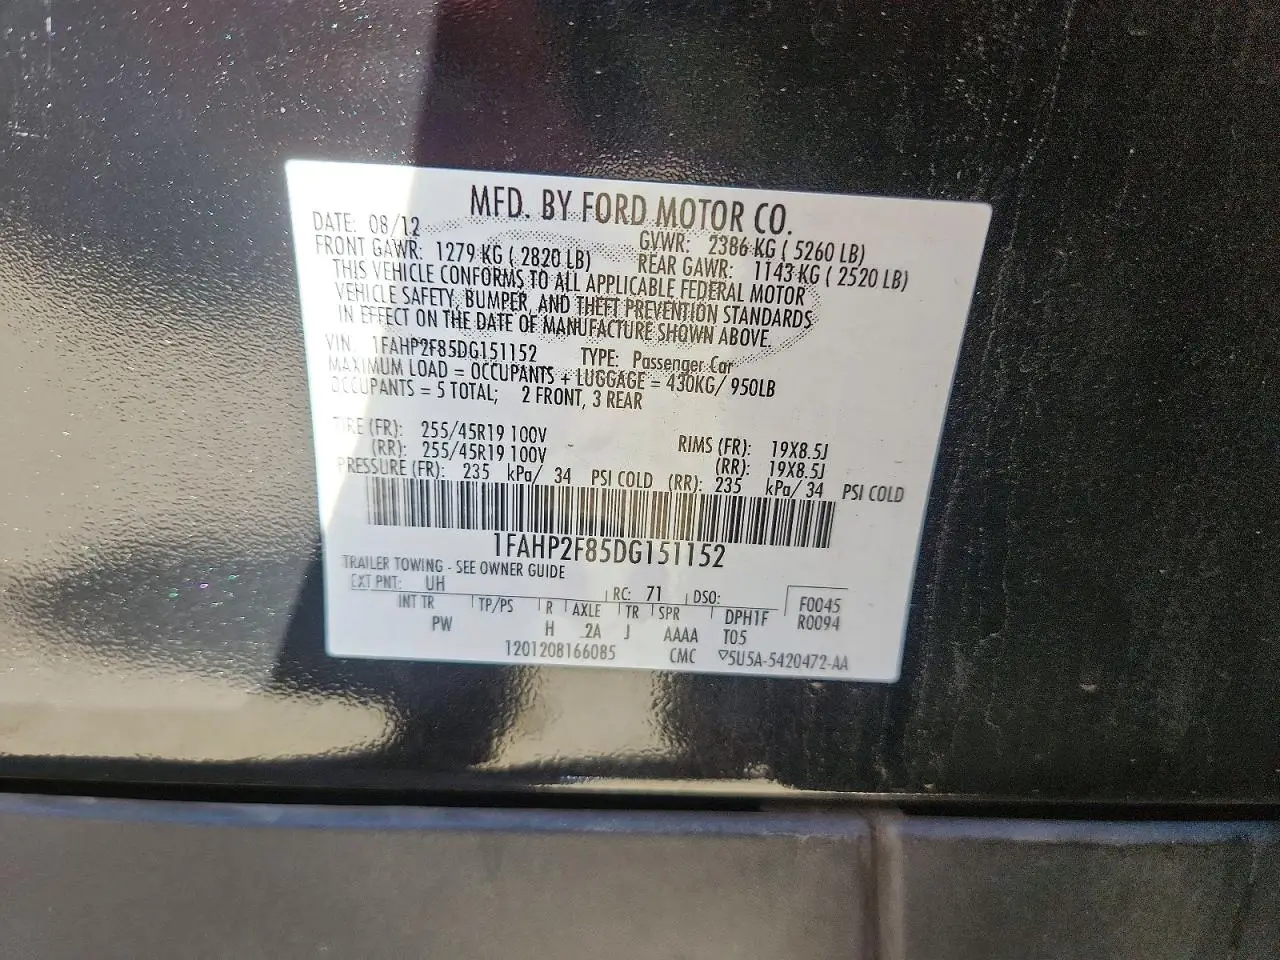 MFD. BY FORD MOTOR CO.
DATE: 08/12 GVWR: 2386 KG ( 5260 LB)
FRONT GAWR: 1279 KG ( 2820 LB) REAR GAWR: 1143 KG ( 2520 LB)
THIS VEHICLE CONFORMS TO ALL APPLICABLE FEDERAL MOTOR
VEHICLE SAFETY, BUMPER, AND THEFT PREVENTION STANDARDS
IN EFFECT ON THE DATE OF MANUFACTURE SHOWN ABOVE.
VIN: 1FAHP2F85DG151152 TYPE: Passenger Car
MAXIMUM LOAD = OCCUPANTS + LUGGAGE = 430KG/ 950LB
OCCUPANTS = 5 TOTAL; 2 FRONT, 3 REAR
TIRE (FR): 255/45R19 100V RIMS (FR): 19X8.5J
(RR): 255/45R19 100V (RR): 19X8.5J
PRESSURE (FR): 235 kPa/ 34 PSI COLD (RR): 235 kPa/ 34 PSI COLD
1FAHP2F85DG151152
TRAILER TOWING - SEE OWNER GUIDE
EXT PNT: UH RC: 71 DSO:
INT TR TP/PS R AXLE TR SPR DPH1F F0045
PW H 2A J AAAA T05 R0094
1201208166085 CMC ▽5U5A-5420472-AA